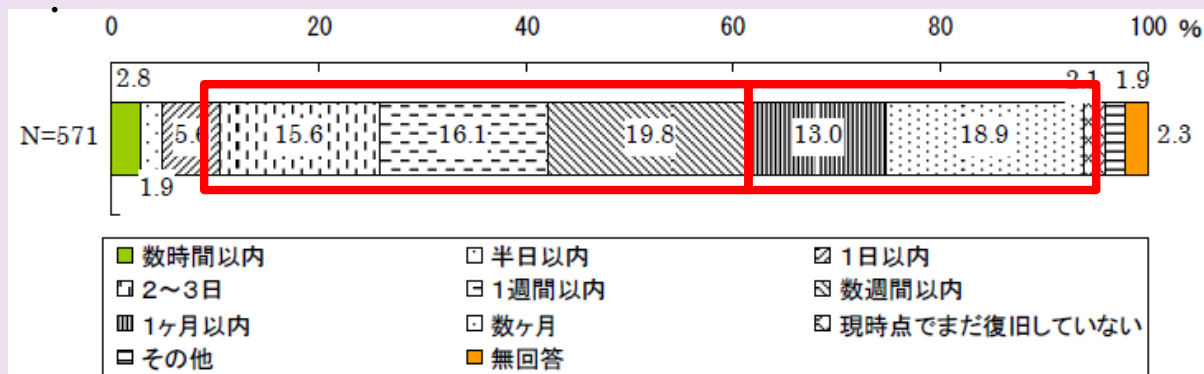 0 20 40 60 80 100 %
2.8 2.1 1.9
N=571 5.6 15.6 16.1 19.8 13.0 18.9 2.3
1.9
数時間以内 半日以内 1日以内
2～3日 1週間以内 数週間以内
1ヶ月以内 数ヶ月 現時点でまだ復旧していない
その他 無回答